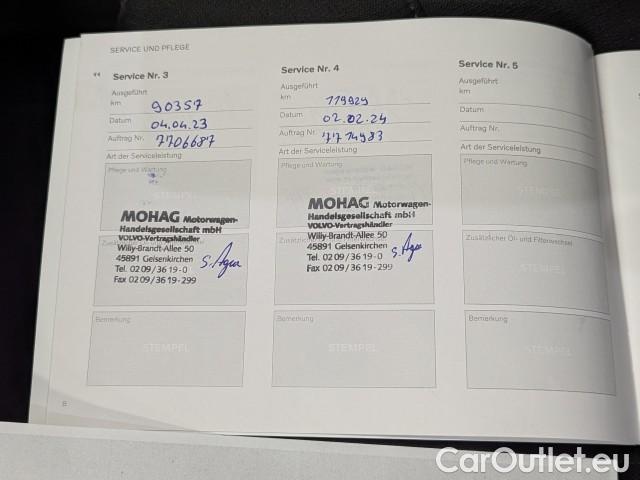 SERVICE UND PFLEGE
Service Nr. 3
Ausgeführt
km 90357
Datum 04.04.23
Auftrag Nr. 7706687
Art der Serviceleistung
Pflege und Wartung
STEMPEL
MOHAG Motorwagen-
Handelsgesellschaft mbH
VOLVO-Vertragshändler
Willy-Brandt-Allee 50
45891 Gelsenkirchen
Tel. 02 09 / 36 19 - 0
Fax 02 09 / 36 19 - 299
Bemerkung
STEMPEL
8
Service Nr. 4
Ausgeführt
km 119929
Datum 02.02.24
Auftrag Nr. 7714983
Art der Serviceleistung
Pflege und Wartung
STEMPEL
MOHAG Motorwagen-
Handelsgesellschaft mbH
VOLVO-Vertragshändler
Willy-Brandt-Allee 50
45891 Gelsenkirchen
Tel. 02 09 / 36 19 - 0
Fax 02 09 / 36 19 - 299
Bemerkung
STEMPEL
Service Nr. 5
Ausgeführt
km
Datum
Auftrag Nr.
Art der Serviceleistung
Pflege und Wartung
STEMPEL
Zusätzlicher Öl- und Filterwechsel
STEMPEL
Bemerkung
STEMPEL
CarOutlet.eu